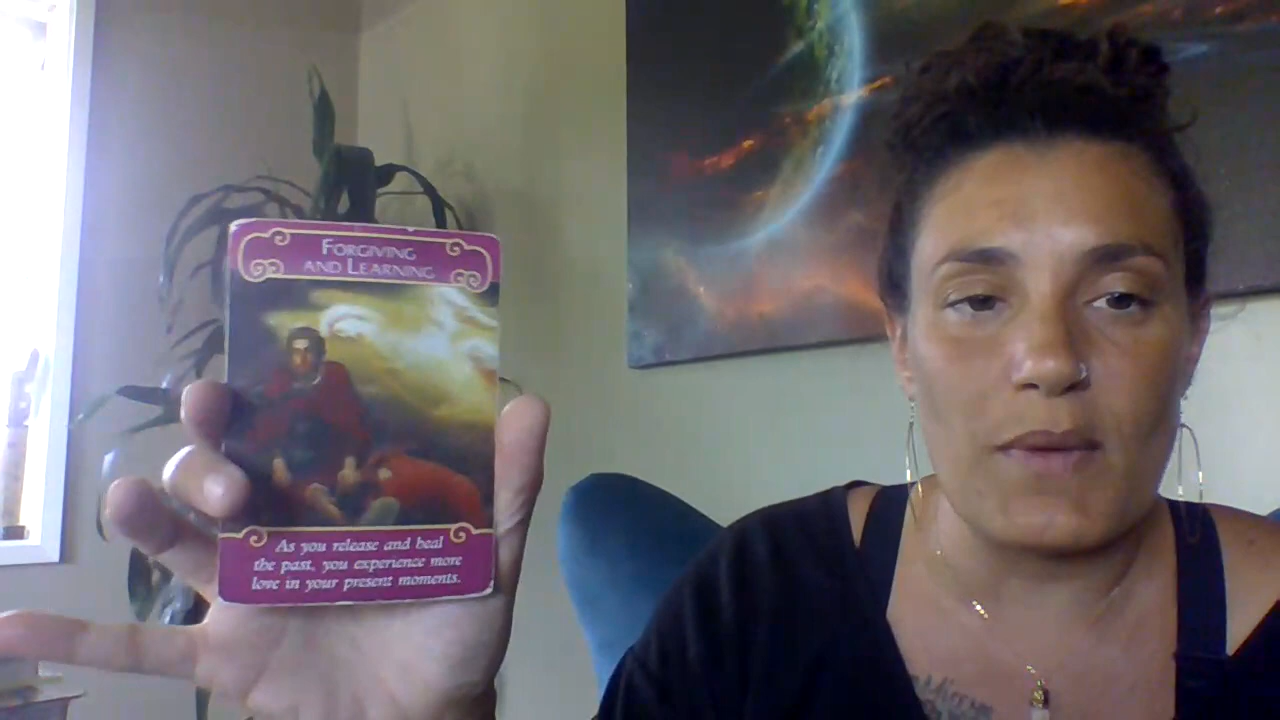 FORGIVING
AND LEARNING
As you release and heal
the past, you experience more
love in your present moments.